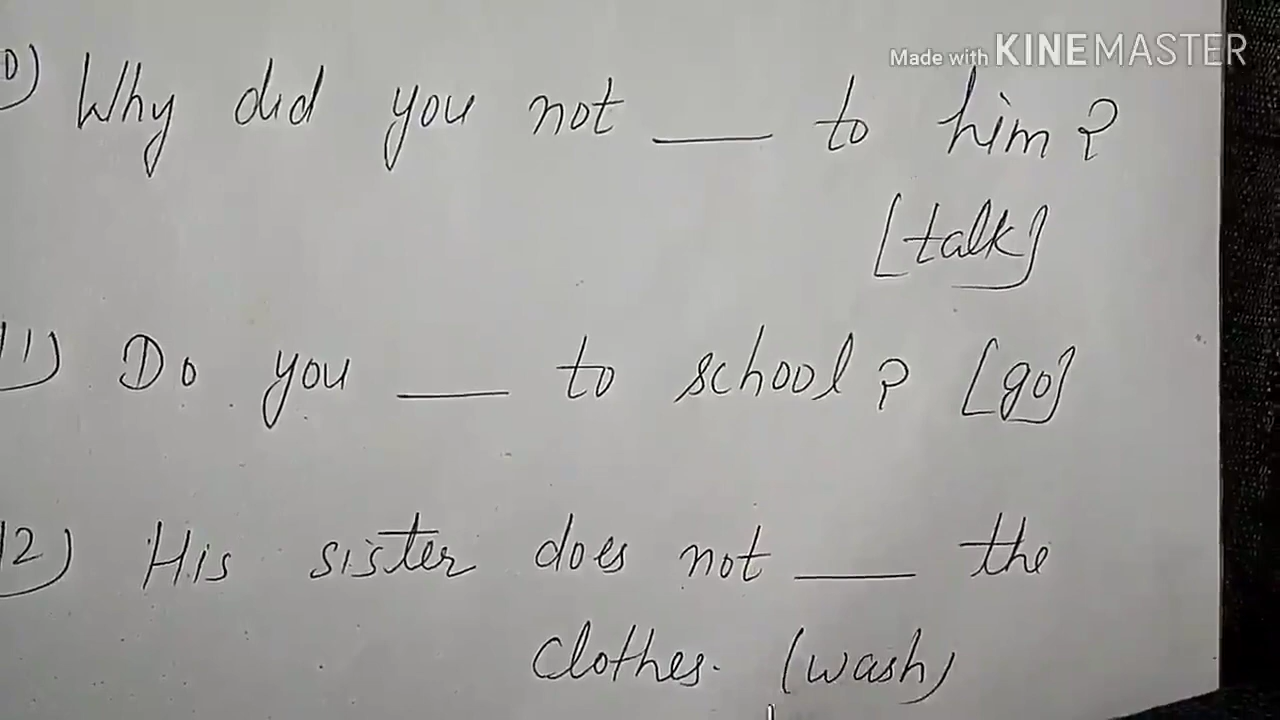 Made with KINEMASTER
0) Why did you not ___ to him?
[talk]
11) Do you ___ to school? [go]
12) His sister does not ___ the
clothes. (wash)